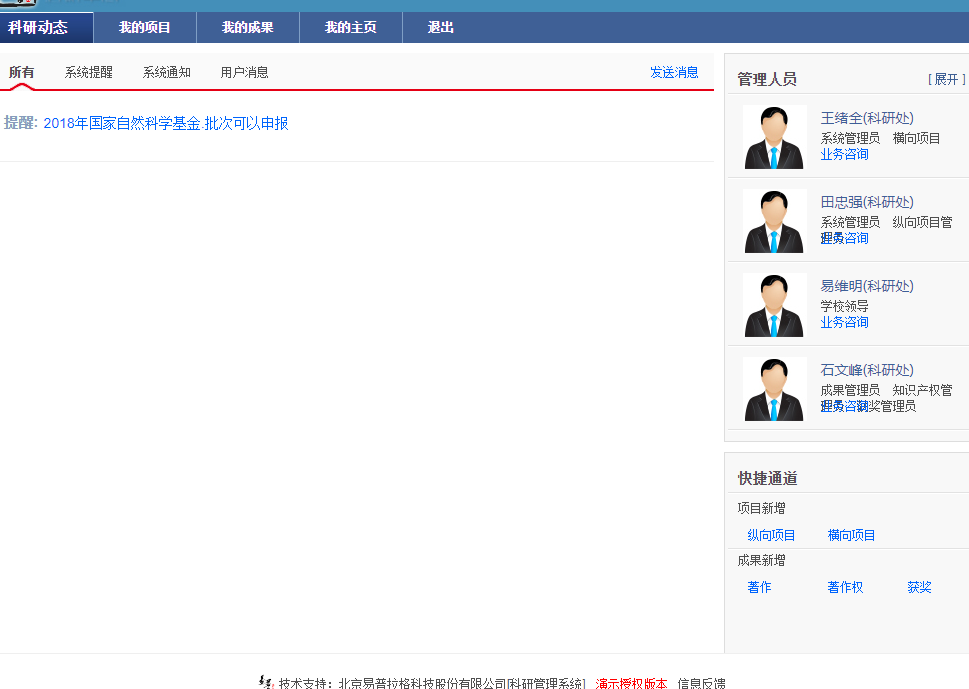 科研动态 我的项目 我的成果 我的主页 退出
所有 系统提醒 系统通知 用户消息 发送消息
提醒: 2018年国家自然科学基金.批次可以申报
管理人员 [ 展开 ]
王绪全(科研处)
系统管理员 横向项目
业务咨询
田忠强(科研处)
系统管理员 纵向项目管
理员
业务咨询
易维明(科研处)
学校领导
业务咨询
石文峰(科研处)
成果管理员 知识产权管
理员 获奖管理员
业务咨询
快捷通道
项目新增
纵向项目 横向项目
成果新增
著作 著作权 获奖
技术支持：北京易普拉格科技股份有限公司[科研管理系统] 演示授权版本 信息反馈